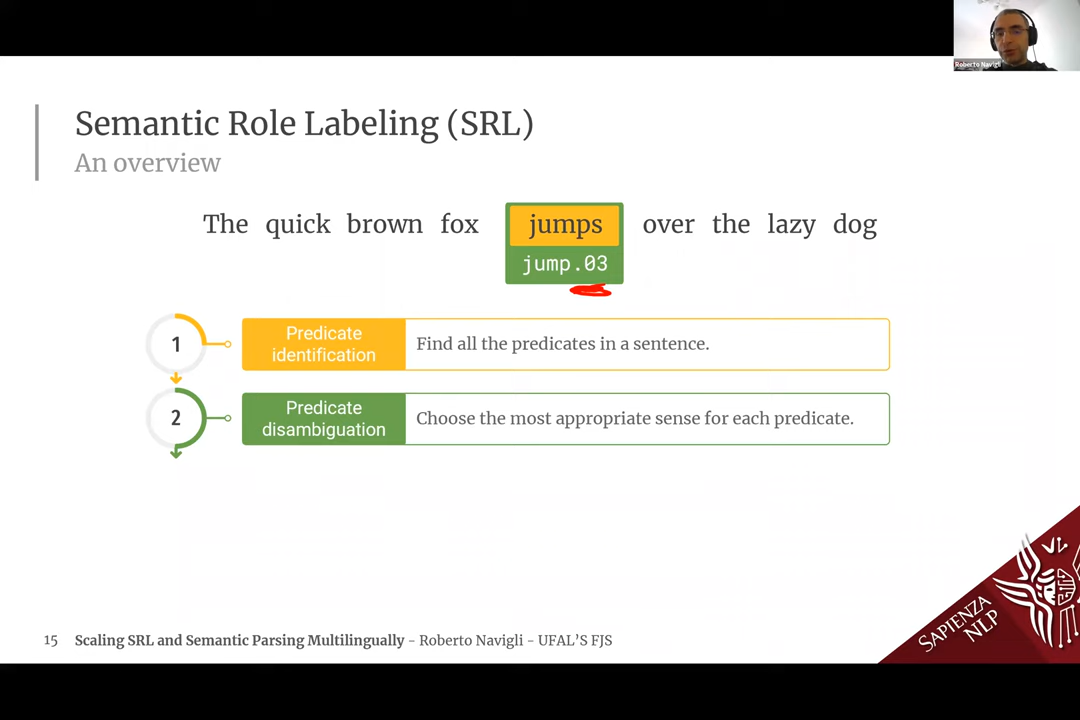 Roberto Navigli
Semantic Role Labeling (SRL)
An overview
The quick brown fox jumps over the lazy dog
jump.03
1
Predicate
identification
Find all the predicates in a sentence.
2
Predicate
disambiguation
Choose the most appropriate sense for each predicate.
SAPIENZA
NLP
15 Scaling SRL and Semantic Parsing Multilingually - Roberto Navigli - UFAL'S FJS